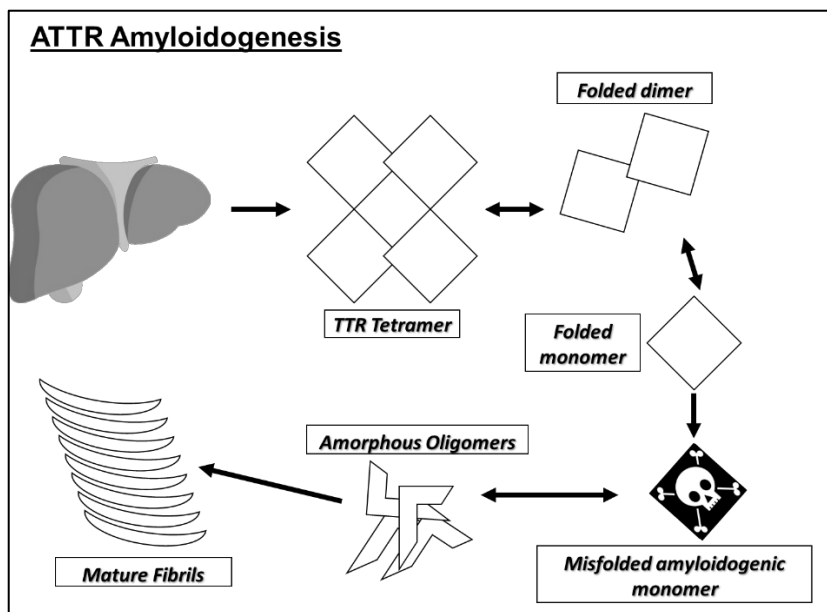 ATTR Amyloidogenesis
Folded dimer
TTR Tetramer
Folded
monomer
Amorphous Oligomers
Mature Fibrils
Misfolded amyloidogenic
monomer